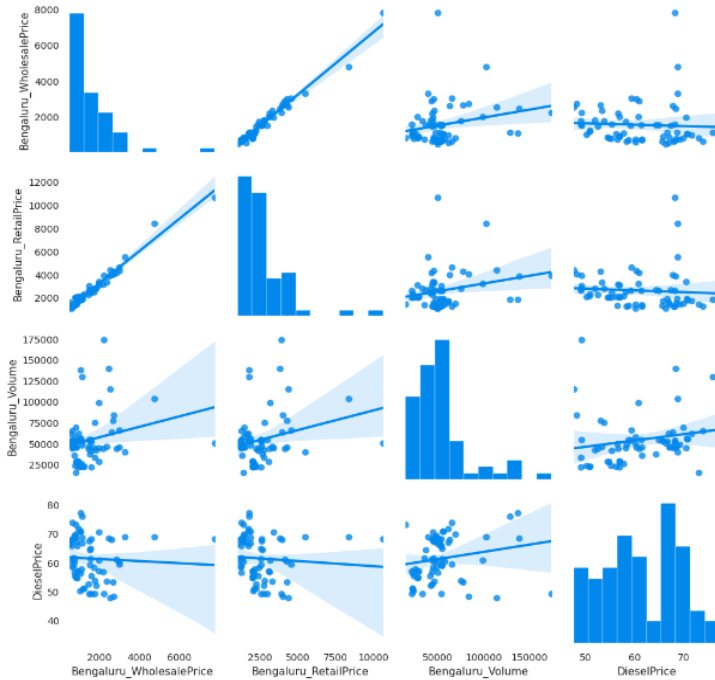 8000
6000
4000
2000
Bengaluru_WholesalePrice
12000
10000
8000
6000
4000
2000
Bengaluru_RetailPrice
175000
150000
125000
100000
75000
50000
25000
Bengaluru_Volume
80
70
60
50
40
DieselPrice
2000 4000 6000
Bengaluru_WholesalePrice
2500 5000 7500 10000
Bengaluru_RetailPrice
50000 100000 150000
Bengaluru_Volume
50 60 70
DieselPrice